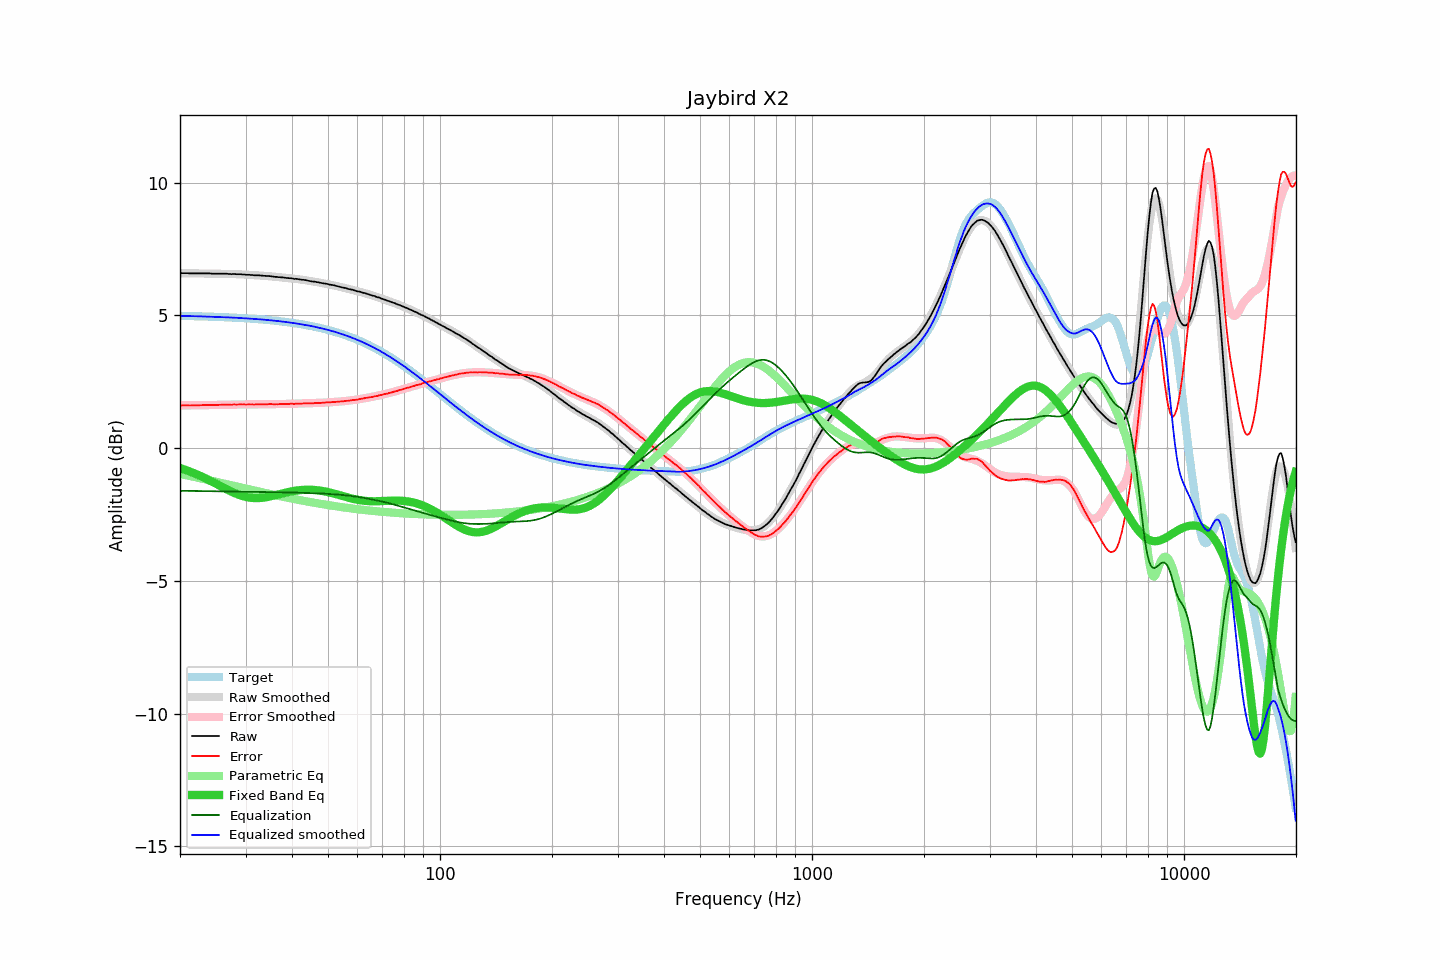 Jaybird X2
Amplitude (dBr)
10
5
0
−5
−10
−15
Target
Raw Smoothed
Error Smoothed
Raw
Error
Parametric Eq
Fixed Band Eq
Equalization
Equalized smoothed
100
1000
10000
Frequency (Hz)